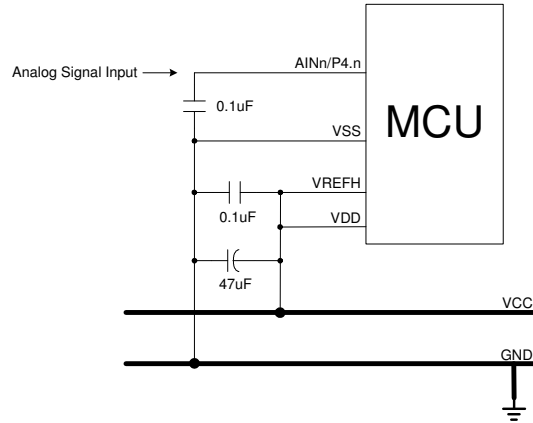 AINn/P4.n
Analog Signal Input
0.1uF
MCU
VSS
VREFH
0.1uF
VDD
47uF
VCC
GND